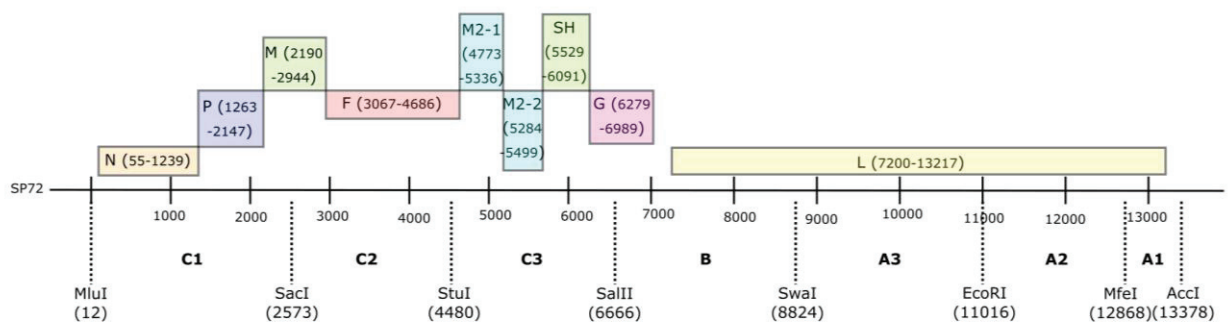 M2-1
(4773
-5336)
SH
(5529
-6091)
M (2190
-2944)
P (1263
-2147)
F (3067-4686)
M2-2
(5284
-5499)
G (6279
-6989)
N (55-1239)
L (7200-13217)
SP72
1000 2000 3000 4000 5000 6000 7000 8000 9000 10000 11000 12000 13000
C1 C2 C3 B A3 A2 A1
MluI SacI StuI SalII SwaI EcoRI MfeI AccI
(12) (2573) (4480) (6666) (8824) (11016) (12868) (13378)